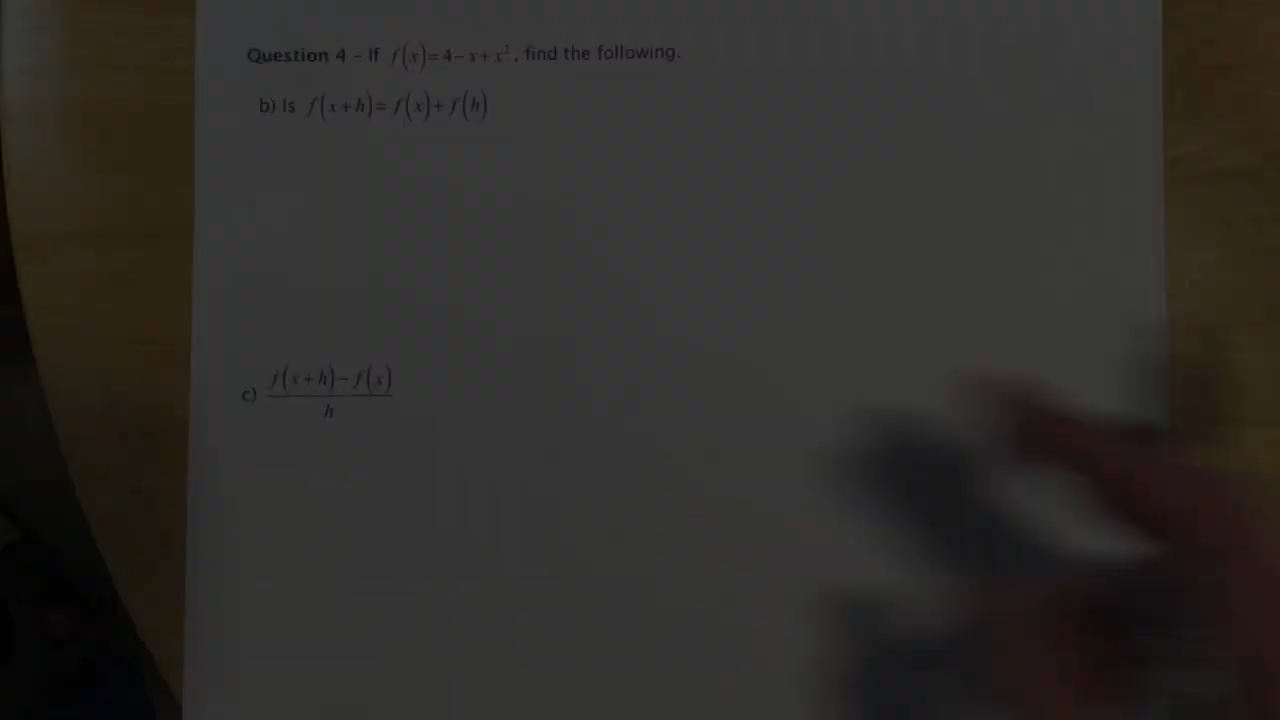 Question 4 - If f(x)=4-x+x², find the following.
b) Is f(x+h)=f(x)+f(h)
c) f(x+h)-f(x)
h